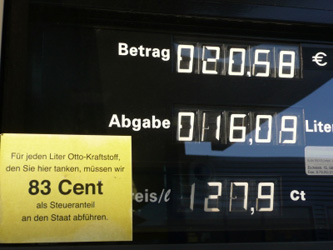 Betrag 020,58 €
Abgabe 016,09 Liter
Für jeden Liter Otto-Kraftstoff,
den Sie hier tanken, müssen wir
83 Cent
als Steueranteil
an den Staat abführen.
reis/l 127,9 Ct